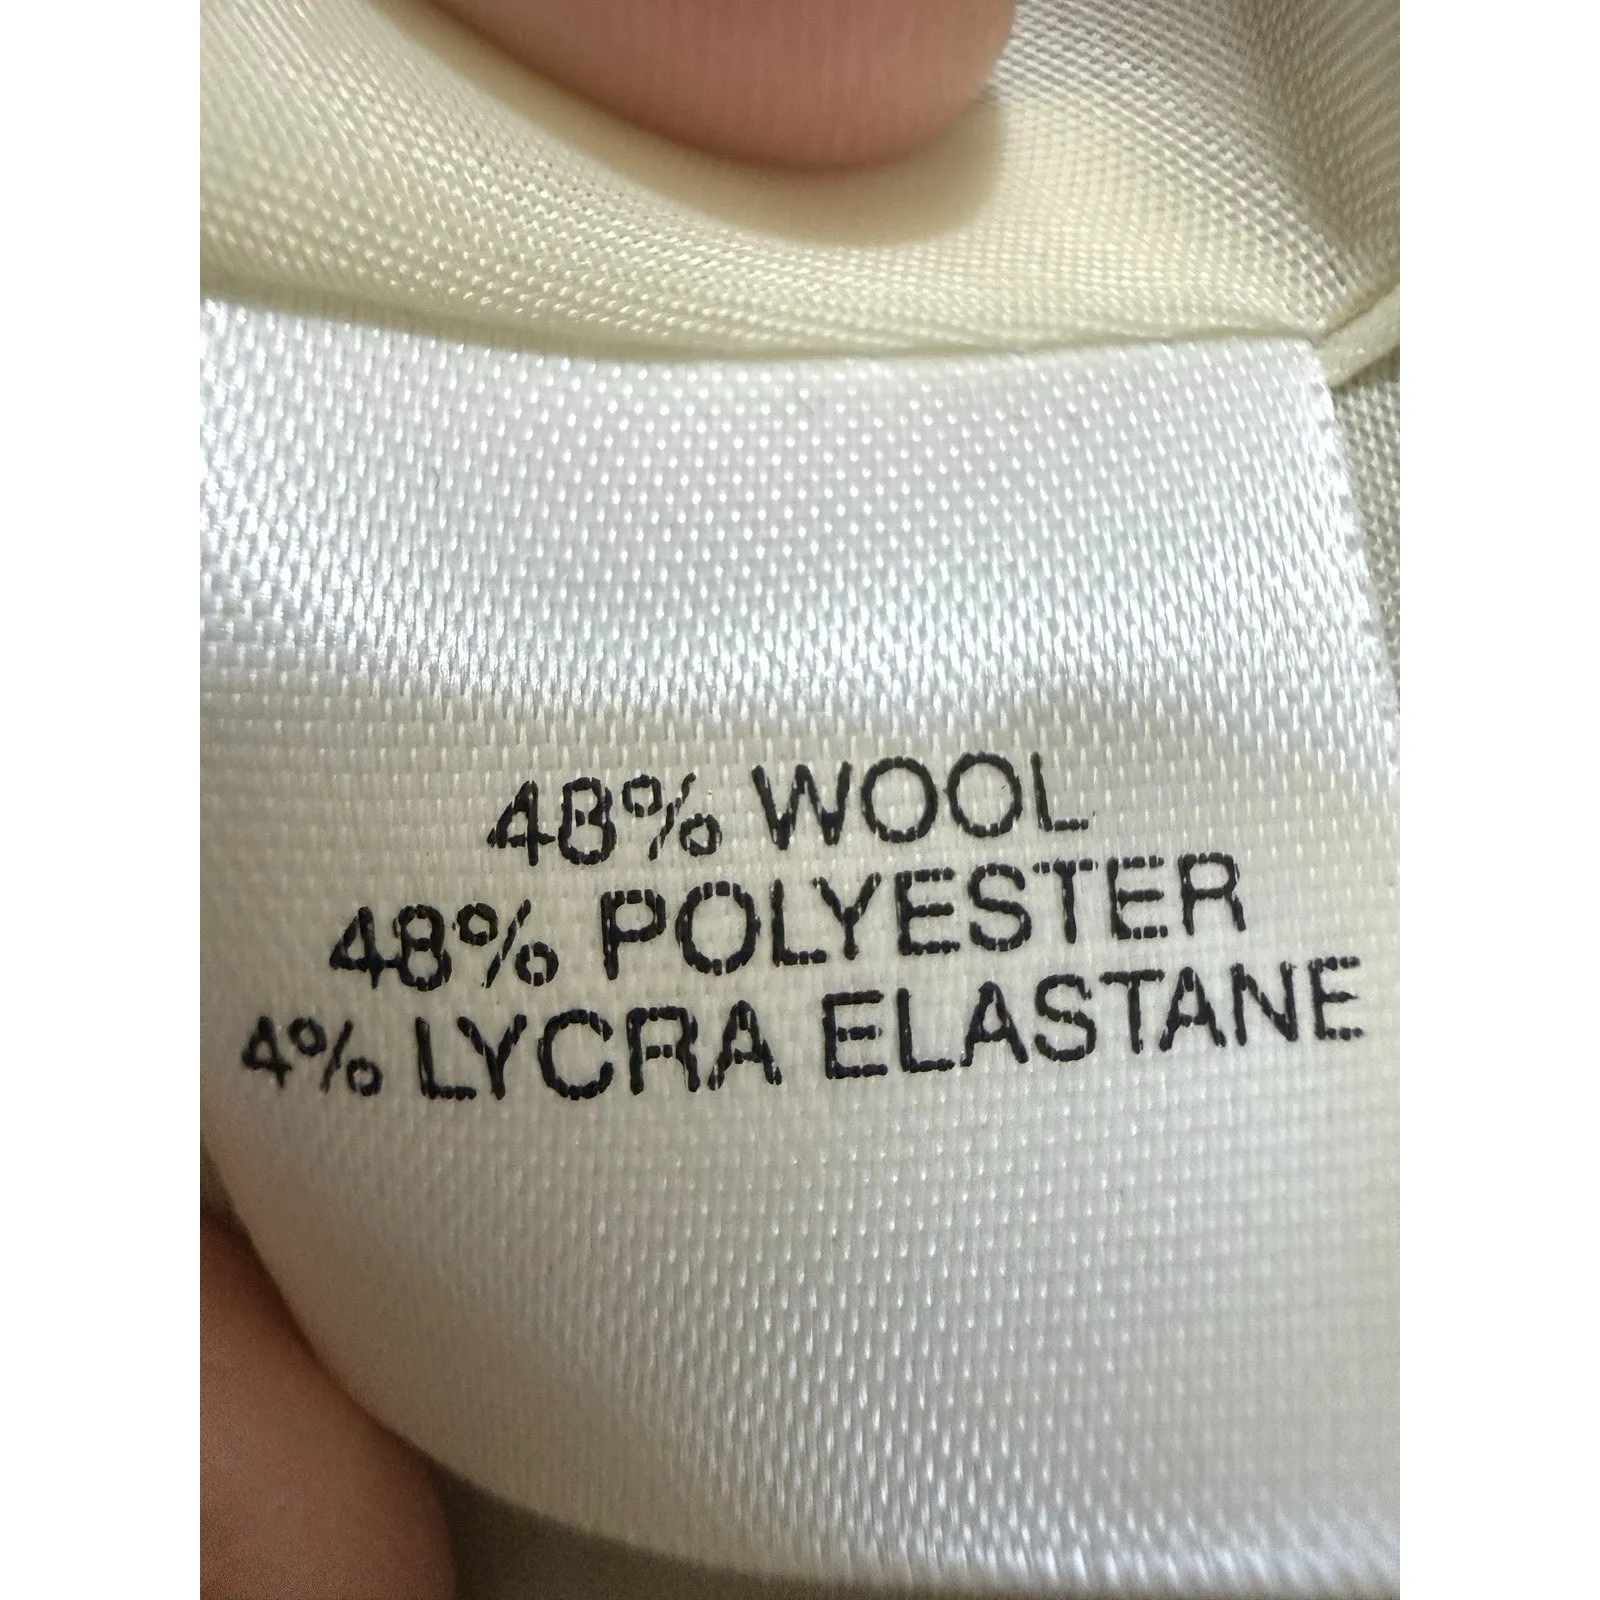 48% WOOL
48% POLYESTER
4% LYCRA ELASTANE